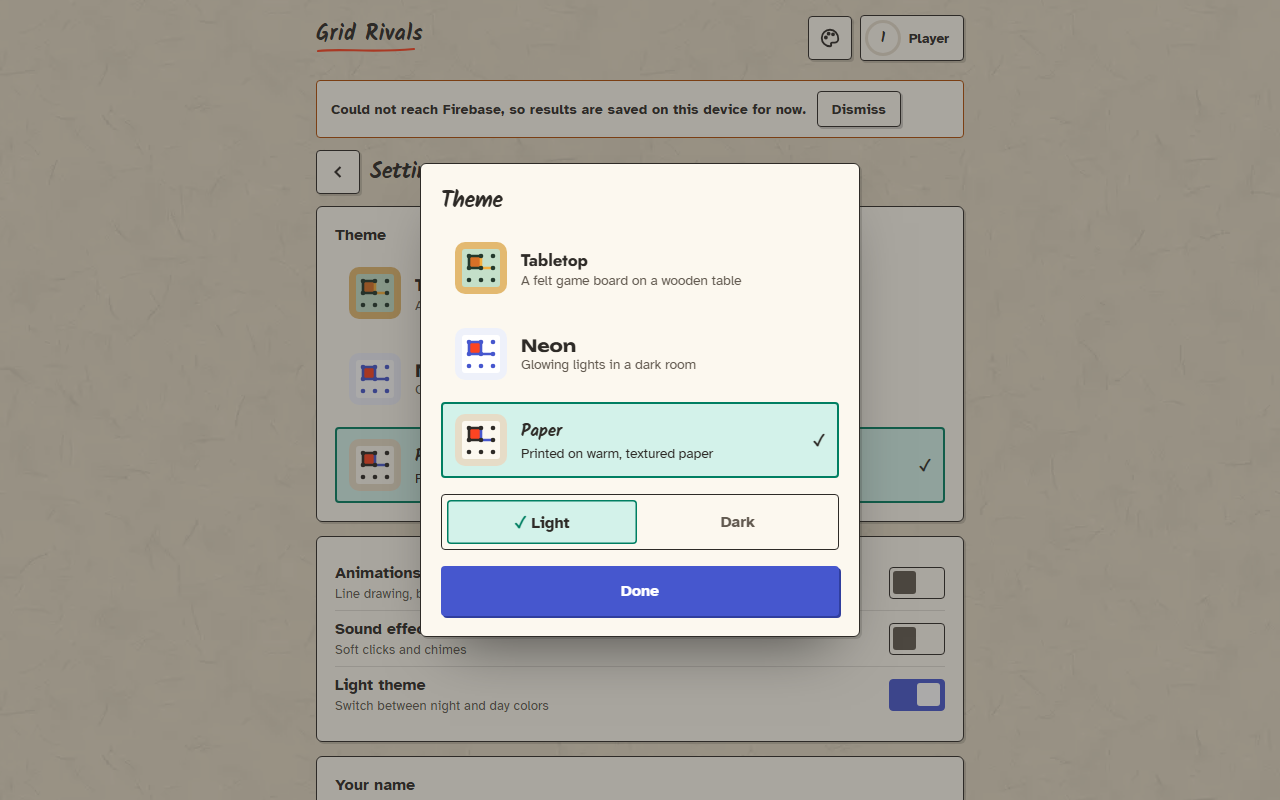 Grid Rivals
Player
Could not reach Firebase, so results are saved on this device for now.
Dismiss
Theme
Theme
Tabletop
A felt game board on a wooden table
Neon
Glowing lights in a dark room
Paper
Printed on warm, textured paper
✓ Light
Dark
Done
Animations
Sound
Soft clicks and chimes
Light theme
Switch between night and day colors
Your name